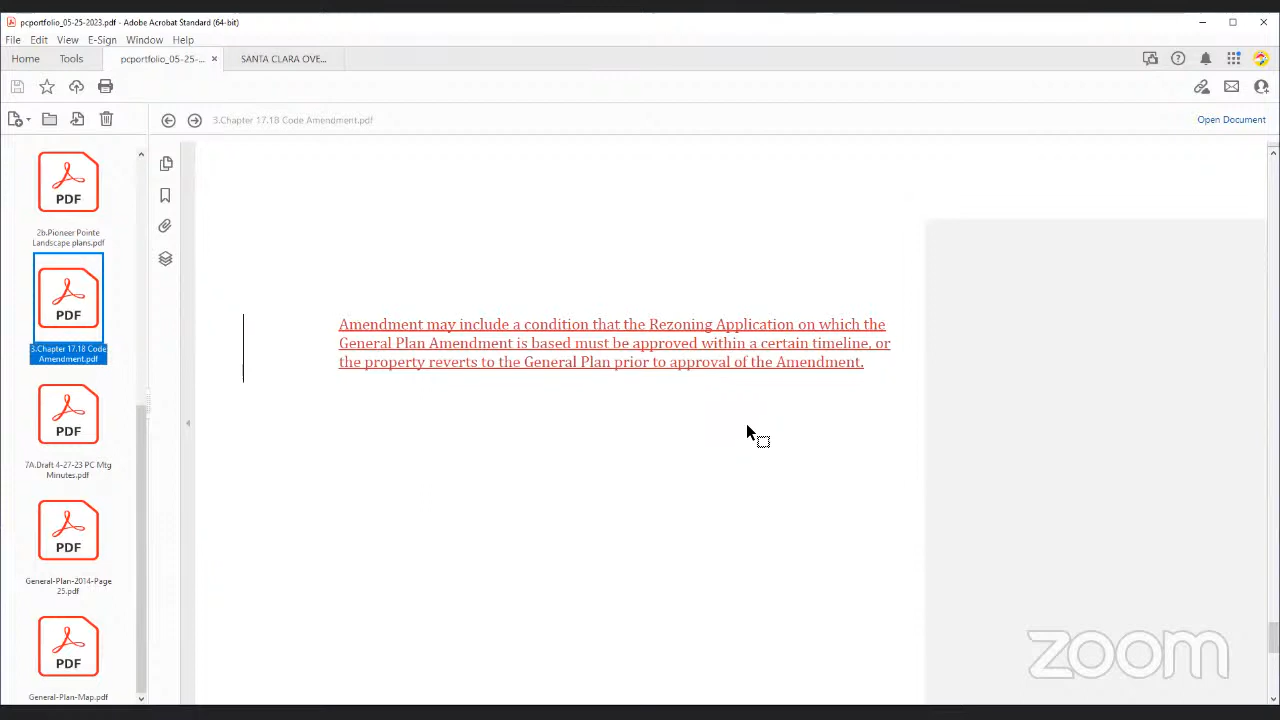 pcportfolio_05-25-2023.pdf - Adobe Acrobat Standard (64-bit)
File Edit View E-Sign Window Help
Home Tools pcportfolio_05-25-... SANTA CLARA OVE...
3.Chapter 17.18 Code Amendment.pdf Open Document
PDF
2b.Pioneer Pointe
Landscape plans.pdf
PDF
3.Chapter 17.18 Code
Amendment.pdf
PDF
7A.Draft 4-27-23 PC Mtg
Minutes.pdf
PDF
General-Plan-2014-Page
25.pdf
PDF
General-Plan-Map.pdf
Amendment may include a condition that the Rezoning Application on which the
General Plan Amendment is based must be approved within a certain timeline, or
the property reverts to the General Plan prior to approval of the Amendment.
zoom